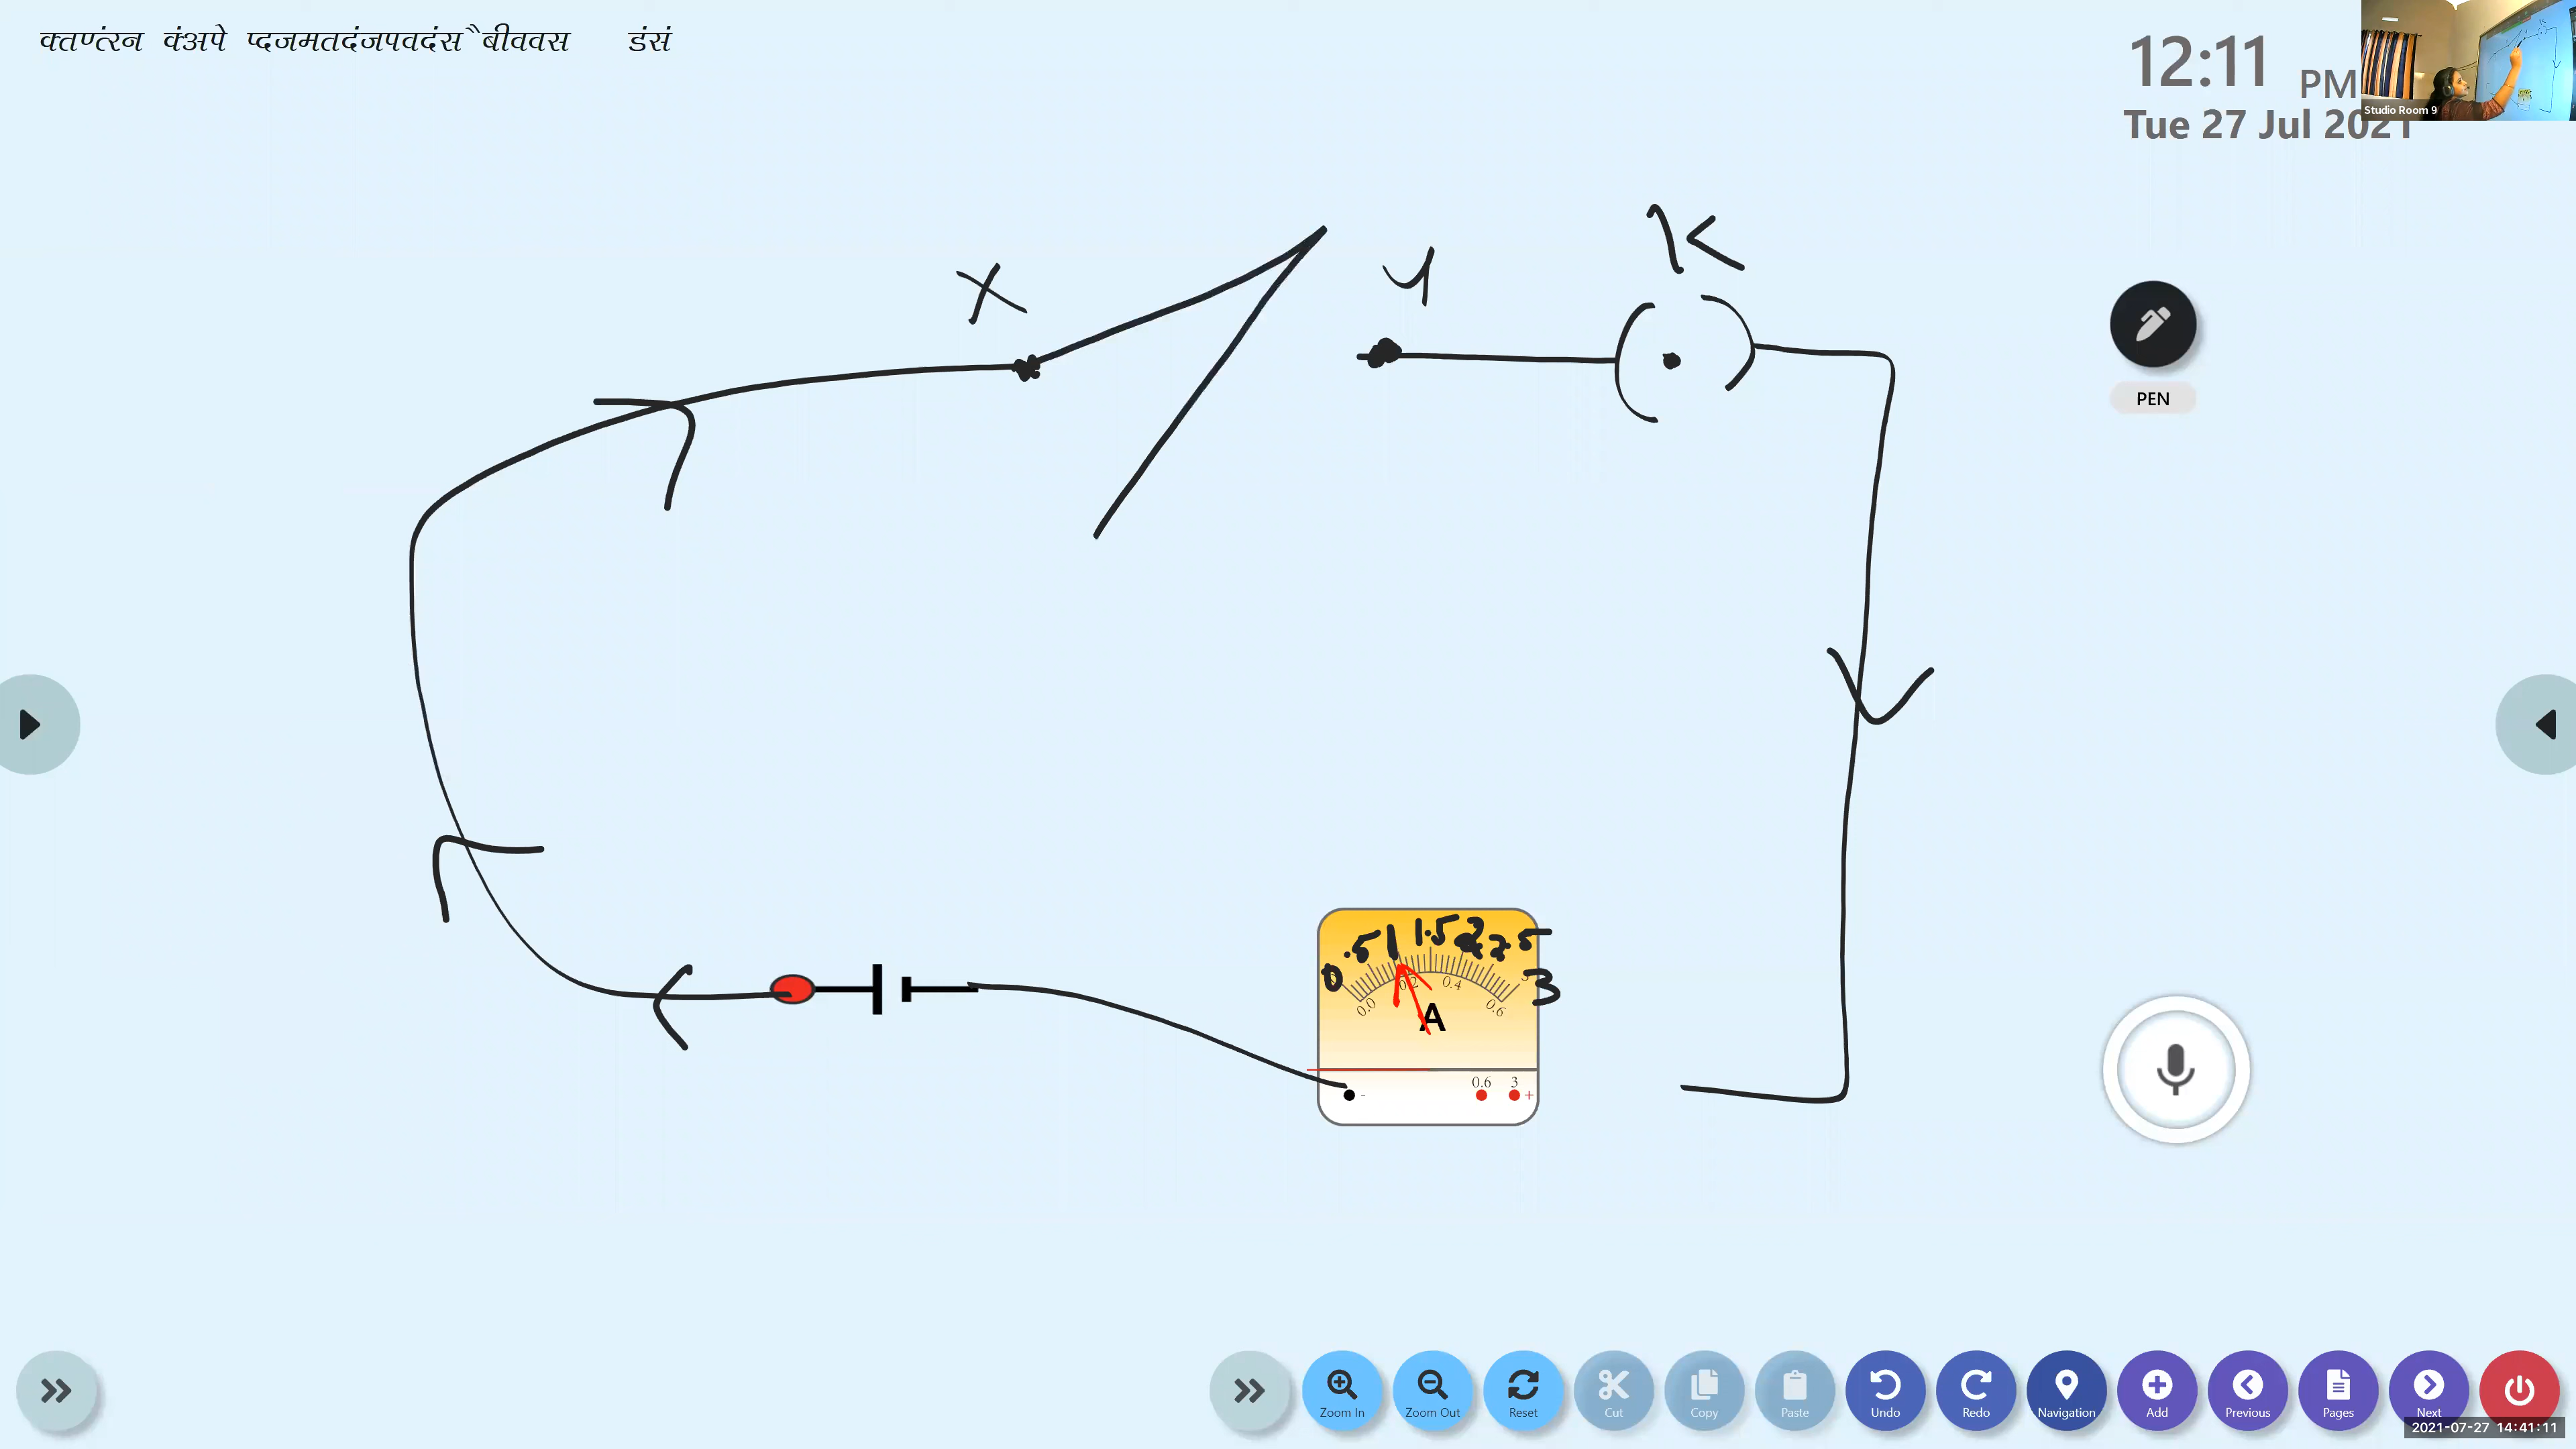 क्तण्त्ंरन क्ंअपे प्दजमतदंजपवदंस ैबीववस डंसं
12:11 PM
Tue 27 Jul 2021
Studio Room 9
X
y
K
PEN
0 .5 1 1.5 2 2.5 3
0.0 0.2 0.4 0.6
A
0.6 3
- +
Zoom In Zoom Out Reset Cut Copy Paste Undo Redo Navigation Add Previous Pages Next
2021-07-27 14:41:11